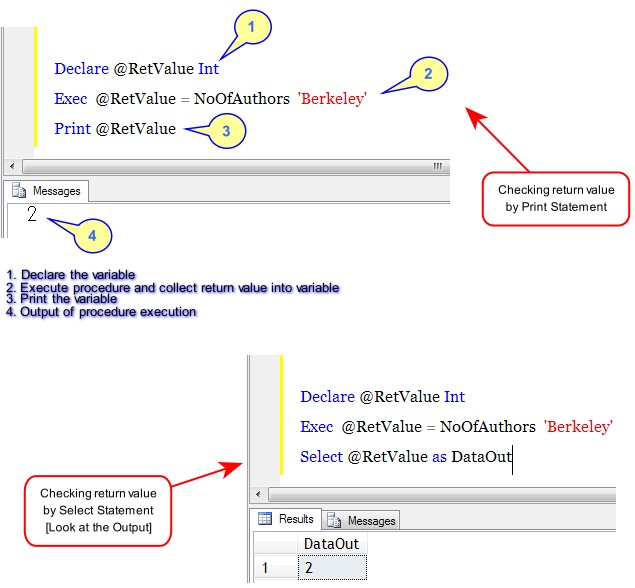 1
Declare @RetValue Int
2
Exec @RetValue = NoOfAuthors 'Berkeley'
Print @RetValue
3
Checking return value
by Print Statement
Messages
2
4
1. Declare the variable
2. Execute procedure and collect return value into variable
3. Print the variable
4. Output of procedure execution
Declare @RetValue Int
Exec @RetValue = NoOfAuthors 'Berkeley'
Select @RetValue as DataOut
Checking return value
by Select Statement
[Look at the Output]
Results Messages
DataOut
1 2